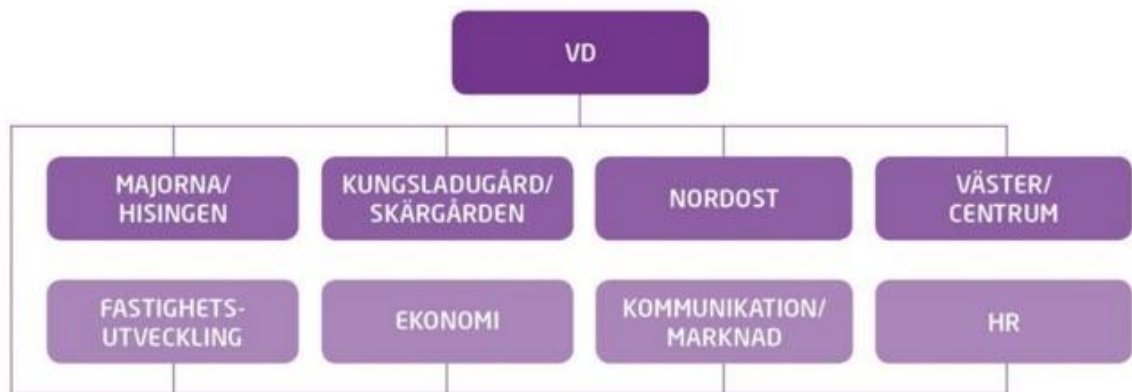 VD
MAJORNA/
HISINGEN
KUNGSLADUGÅRD/
SKÄRGÅRDEN
NORDOST
VÄSTER/
CENTRUM
FASTIGHETS-
UTVECKLING
EKONOMI
KOMMUNIKATION/
MARKNAD
HR